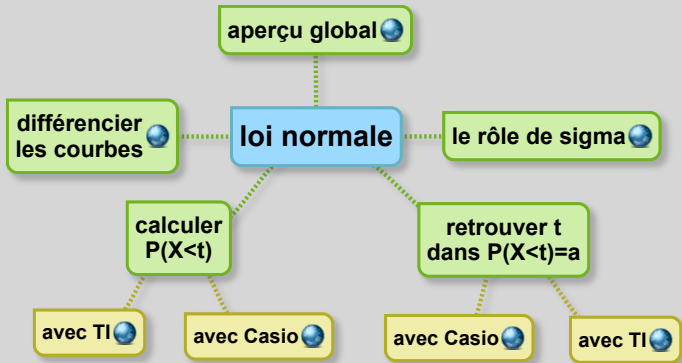 aperçu global
différencier
les courbes
loi normale
le rôle de sigma
calculer
P(X<t)
retrouver t
dans P(X<t)=a
avec TI
avec Casio
avec Casio
avec TI